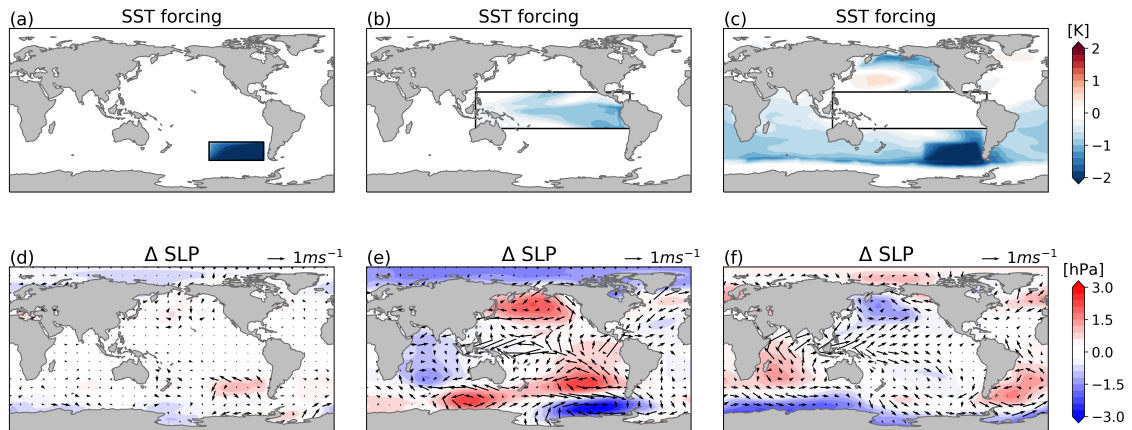 (a) SST forcing
(b) SST forcing
(c) SST forcing
[K]
2
1
0
−1
−2
(d) Δ SLP 1ms⁻¹
(e) Δ SLP 1ms⁻¹
(f) Δ SLP 1ms⁻¹
[hPa]
3.0
1.5
0.0
−1.5
−3.0